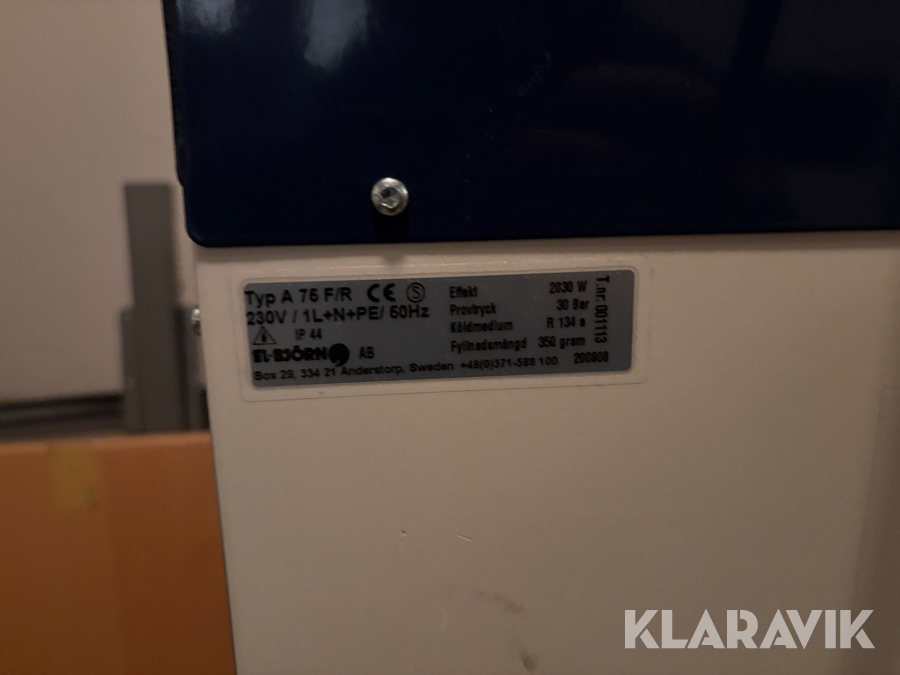 Typ A 75 F/R CE S
230V / 1L+N+PE/ 50Hz
IP 44
EL-BJÖRN AB
Box 29, 334 21 Anderstorp, Sweden +46(0)371-588 100
Effekt 2030 W
Provtryck 30 Bar
Köldmedium R 134 a
Fyllnadsmängd 350 gram
200808
T.nr. 001113
KLARAVIK